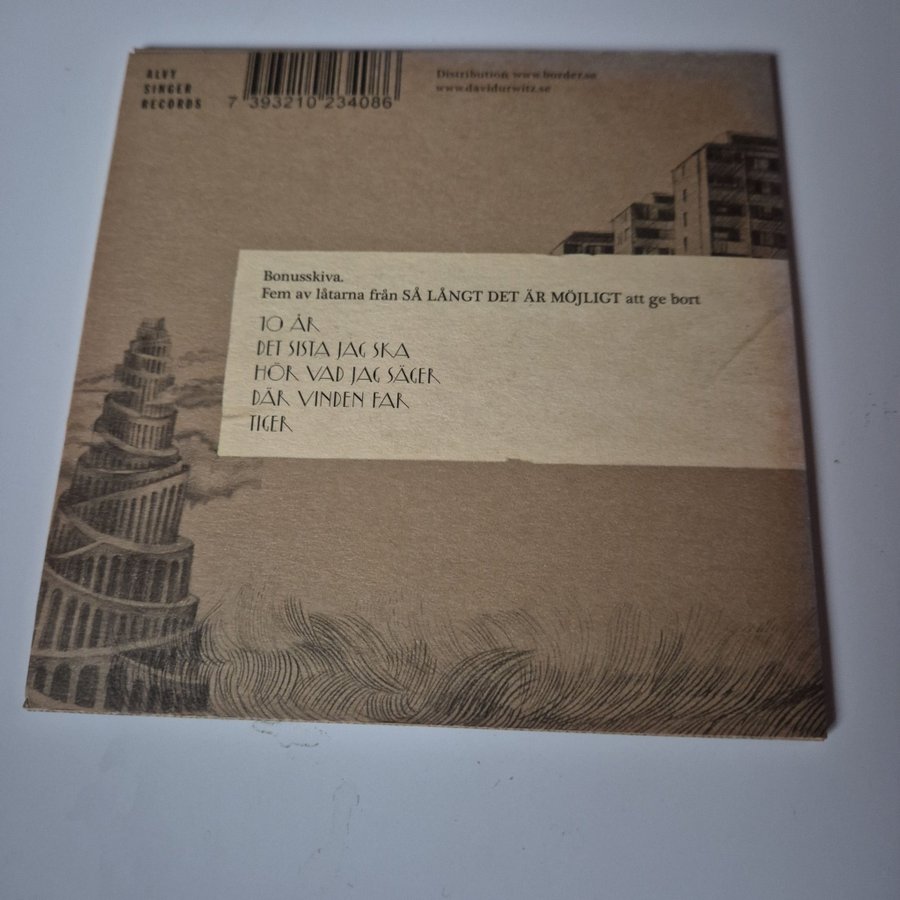 ALVY
SINGER
RECORDS
7 393210 234086
Distribution www.border.se
www.davidurwitz.se
Bonusskiva.
Fem av låtarna från SÅ LÅNGT DET ÄR MÖJLIGT att ge bort
10 ÅR
DET SISTA JAG SKA
HÖR VAD JAG SÄGER
DÄR VINDEN FAR
TIGER